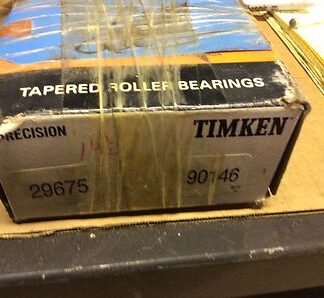 TAPERED ROLLER BEARINGS
PRECISION TIMKEN
29675 90146